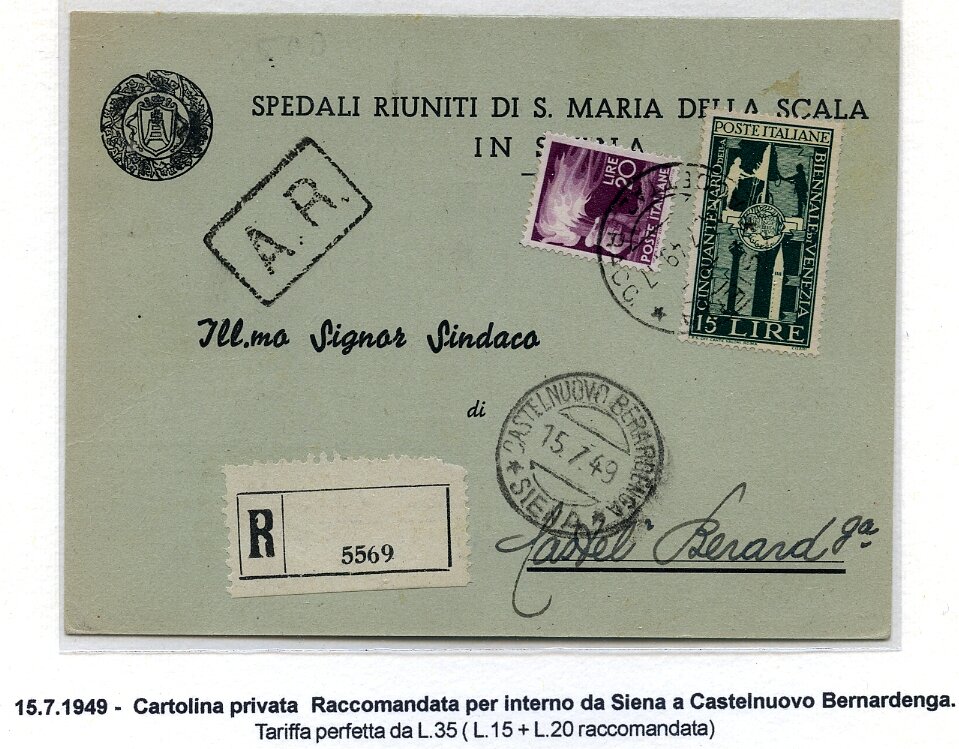 SPEDALI RIUNITI DI S. MARIA DELLA SCALA
IN
A.R.
LIRE 20
POSTE ITALIANE
POSTE ITALIANE
CINQUANTENARIO DELLA
BIENNALE DI VENEZIA
15 LIRE
Ill.mo Signor Sindaco
di
CASTELNUOVO BERARDENGA
15.7.49
* SIENA 2
Castel Berard ga
R
5569
15.7.1949 - Cartolina privata Raccomandata per interno da Siena a Castelnuovo Bernardenga.
Tariffa perfetta da L.35 ( L.15 + L.20 raccomandata)